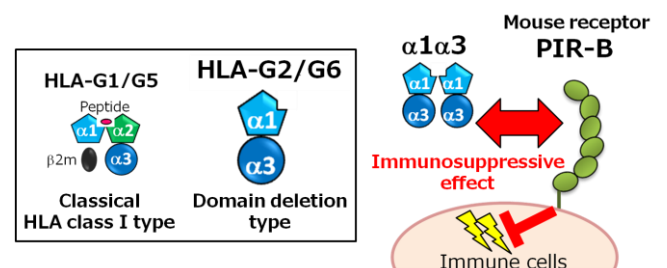 HLA-G1/G5
Peptide
α1
α2
β2m
α3
Classical
HLA class I type
HLA-G2/G6
α1
α3
Domain deletion
type
α1α3
α1
α1
α3
α3
Immunosuppressive
effect
Mouse receptor
PIR-B
Immune cells